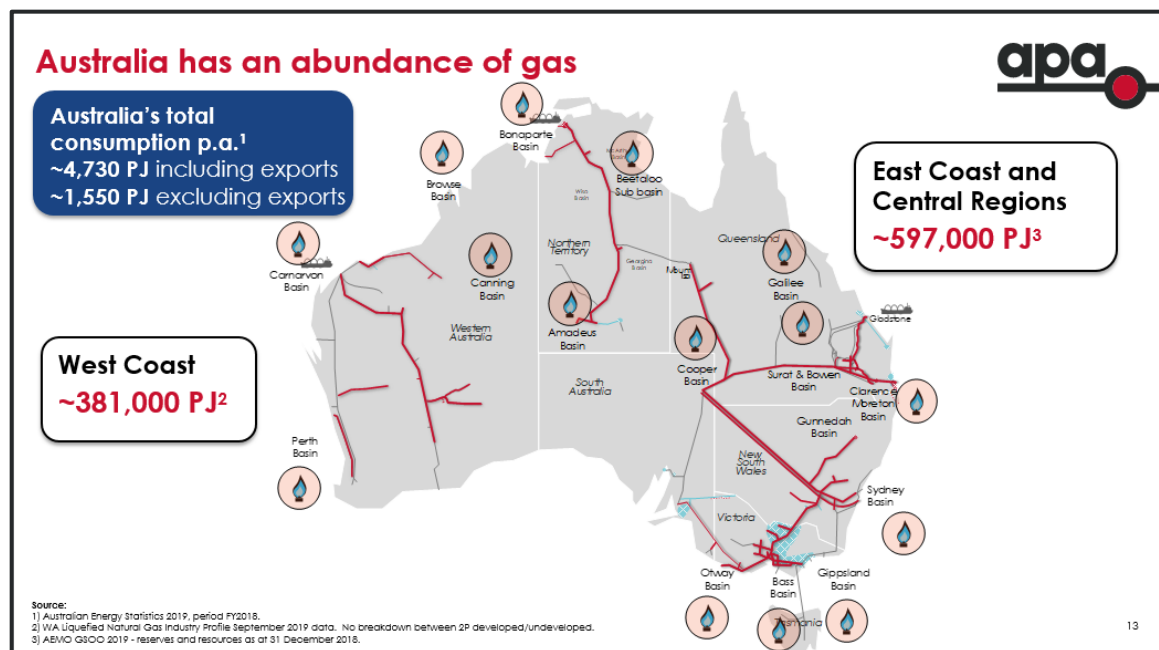 Australia has an abundance of gas
apa
Australia's total
consumption p.a.1
~4,730 PJ including exports
~1,550 PJ excluding exports
East Coast and
Central Regions
~597,000 PJ3
West Coast
~381,000 PJ2
Bonaparte
Basin
Browse
Basin
Beetaloo
Sub basin
Wiso
Basin
Carnarvon
Basin
Canning
Basin
Northern
Territory
Georgina
Basin
Queensland
Galilee
Basin
Gladstone
Amadeus
Basin
Western
Australia
South
Australia
Cooper
Basin
Surat & Bowen
Basin
Clarence
Moreton
Basin
Gunnedah
Basin
Perth
Basin
New
South
Wales
Sydney
Basin
Victoria
Otway
Basin
Bass
Basin
Gippsland
Basin
Tasmania
Source:
1) Australian Energy Statistics 2019, period FY2018.
2) WA Liquefied Natural Gas Industry Profile September 2019 data. No breakdown between 2P developed/undeveloped.
3) AEMO GSOO 2019 - reserves and resources as at 31 December 2018.
13